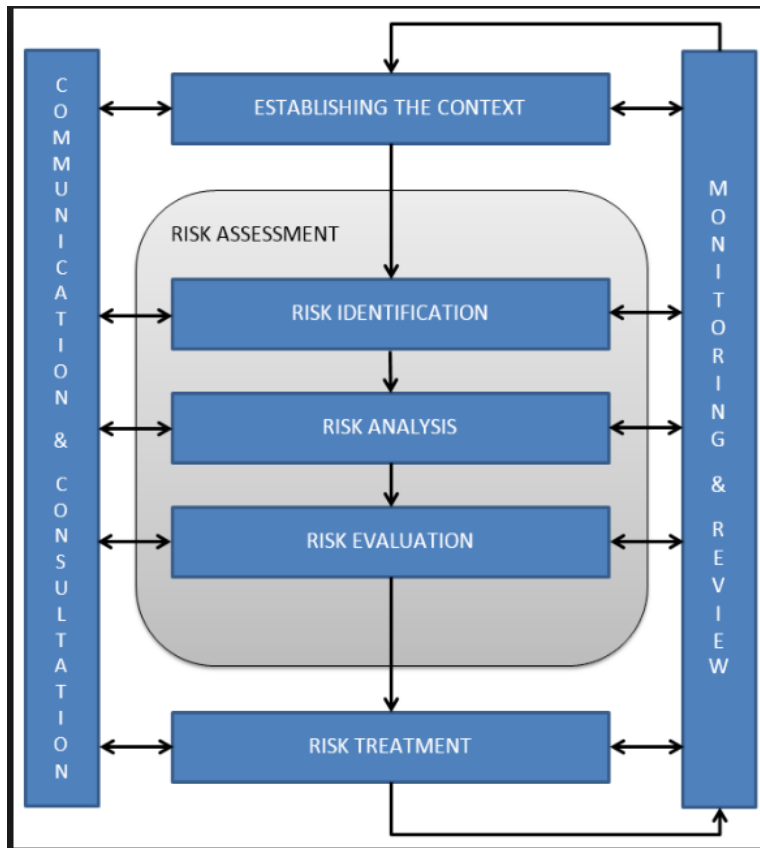 COMMUNICATION & CONSULTATION
ESTABLISHING THE CONTEXT
RISK ASSESSMENT
RISK IDENTIFICATION
RISK ANALYSIS
RISK EVALUATION
RISK TREATMENT
MONITORING & REVIEW